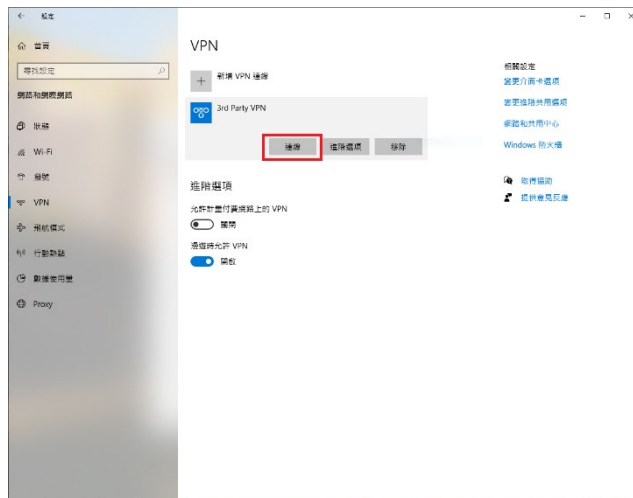 設定
首頁
尋找設定
網路和網際網路
狀態
Wi-Fi
撥號
VPN
飛航模式
行動熱點
數據使用量
Proxy
VPN
新增 VPN 連線
3rd Party VPN
連線
進階選項
移除
進階選項
允許計量付費網路上的 VPN
關閉
漫遊時允許 VPN
開啟
相關設定
變更介面卡選項
變更進階共用選項
網路和共用中心
Windows 防火牆
取得協助
提供意見反應